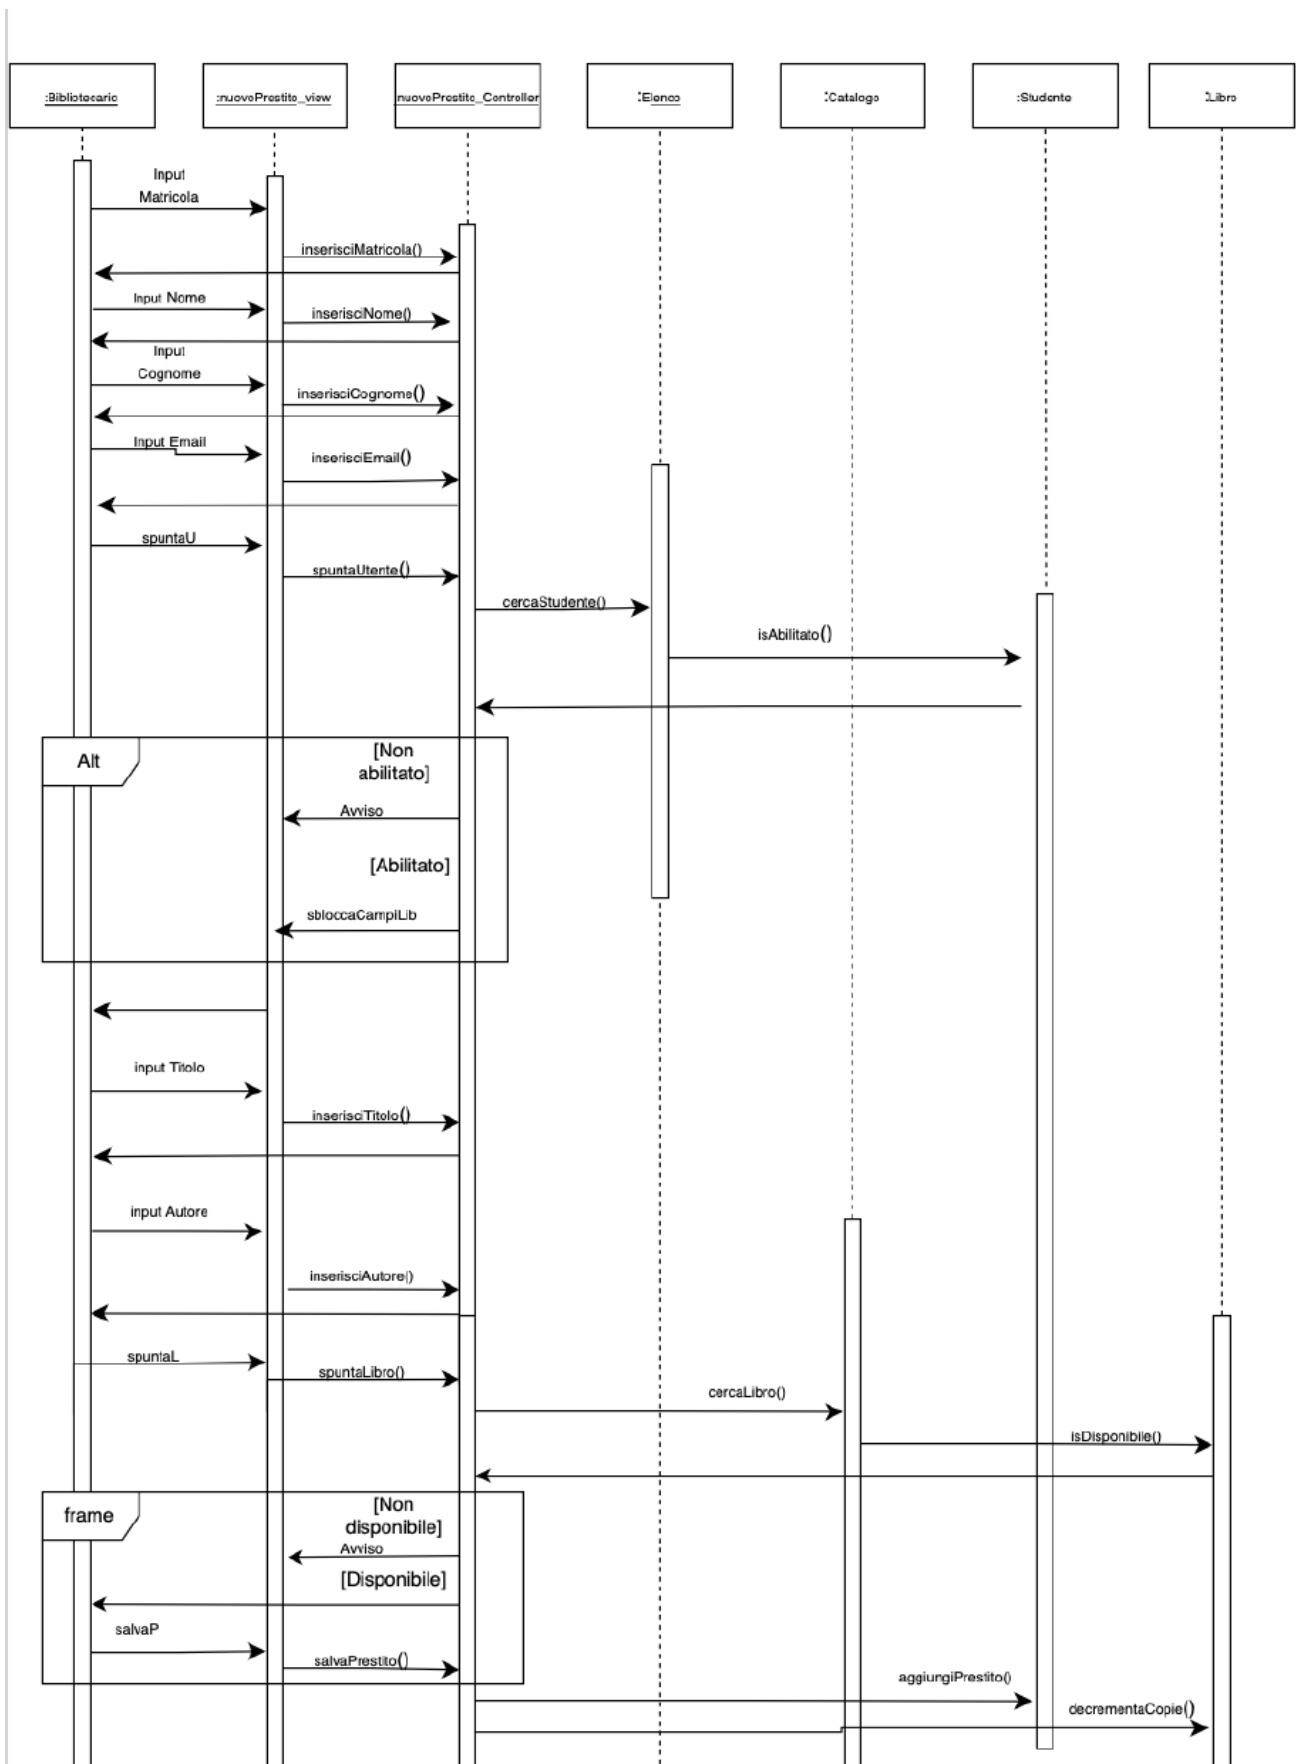 :Bibliotecario
:nuovoPrestito_view
nuovoPrestito_Controller
:Elenco
:Catalogo
:Studente
:Libro
Input
Matricola
inserisciMatricola()
Input Nome
inserisciNome()
Input
Cognome
inserisciCognome()
Input Email
inserisciEmail()
spuntaU
spuntaUtente()
cercaStudente()
isAbilitato()
Alt
[Non
abilitato]
Avviso
[Abilitato]
sbloccaCampiLib
input Titolo
inserisciTitolo()
input Autore
inserisciAutore()
spuntaL
spuntaLibro()
cercaLibro()
isDisponibile()
frame
[Non
disponibile]
Avviso
[Disponibile]
salvaP
salvaPrestito()
aggiungiPrestito()
decrementaCopie()